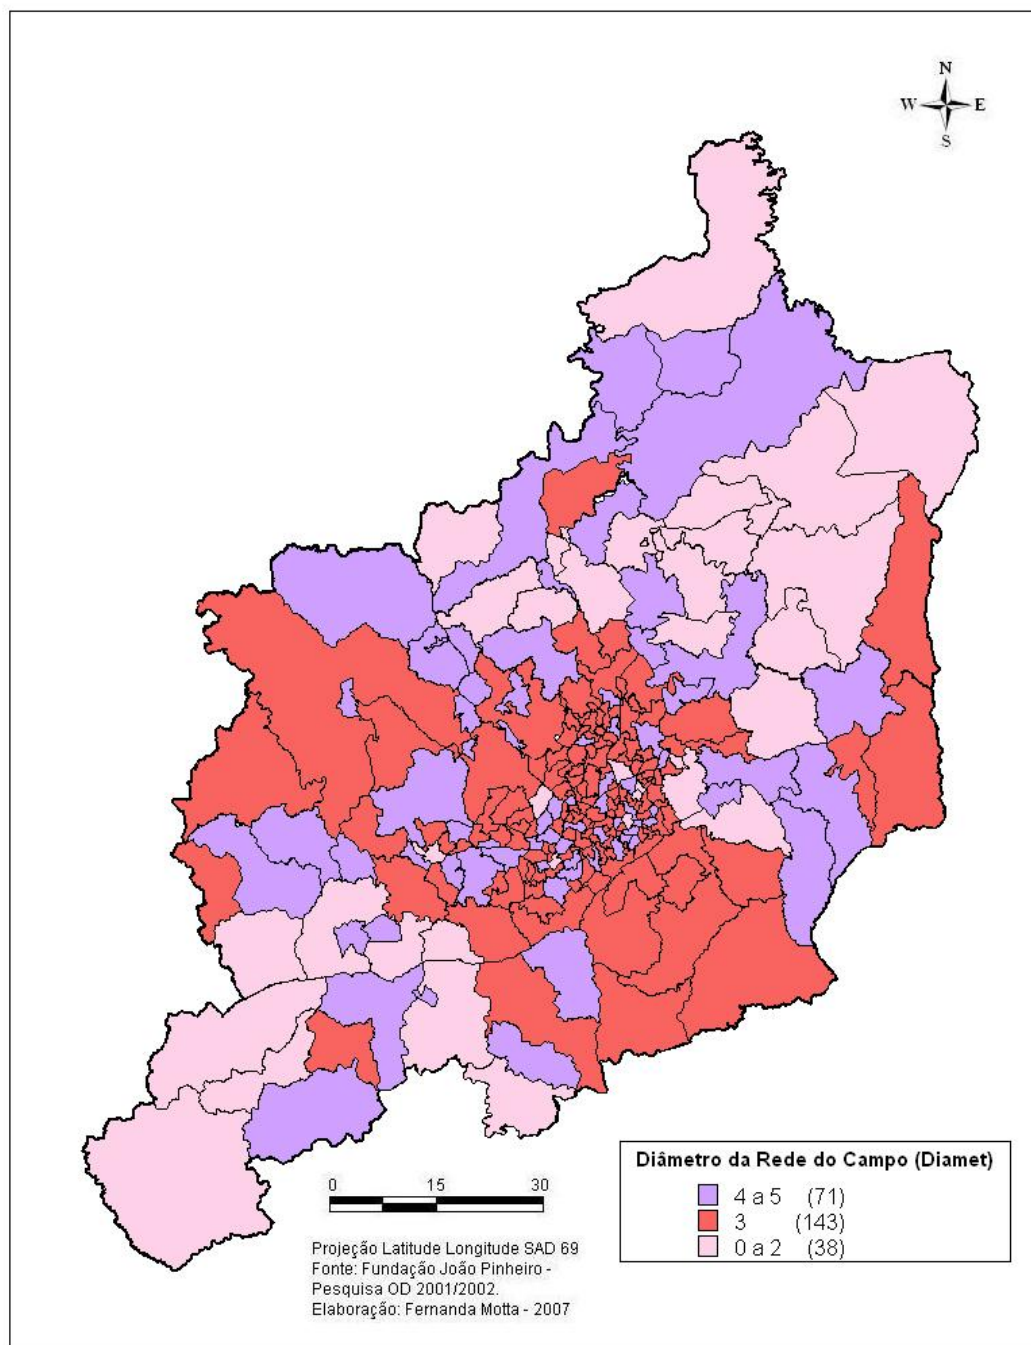 N
W E
S
Diâmetro da Rede do Campo (Diamet)
4 a 5 (71)
3 (143)
0 a 2 (38)
0 15 30
Projeção Latitude Longitude SAD 69
Fonte: Fundação João Pinheiro -
Pesquisa OD 2001/2002.
Elaboração: Fernanda Motta - 2007